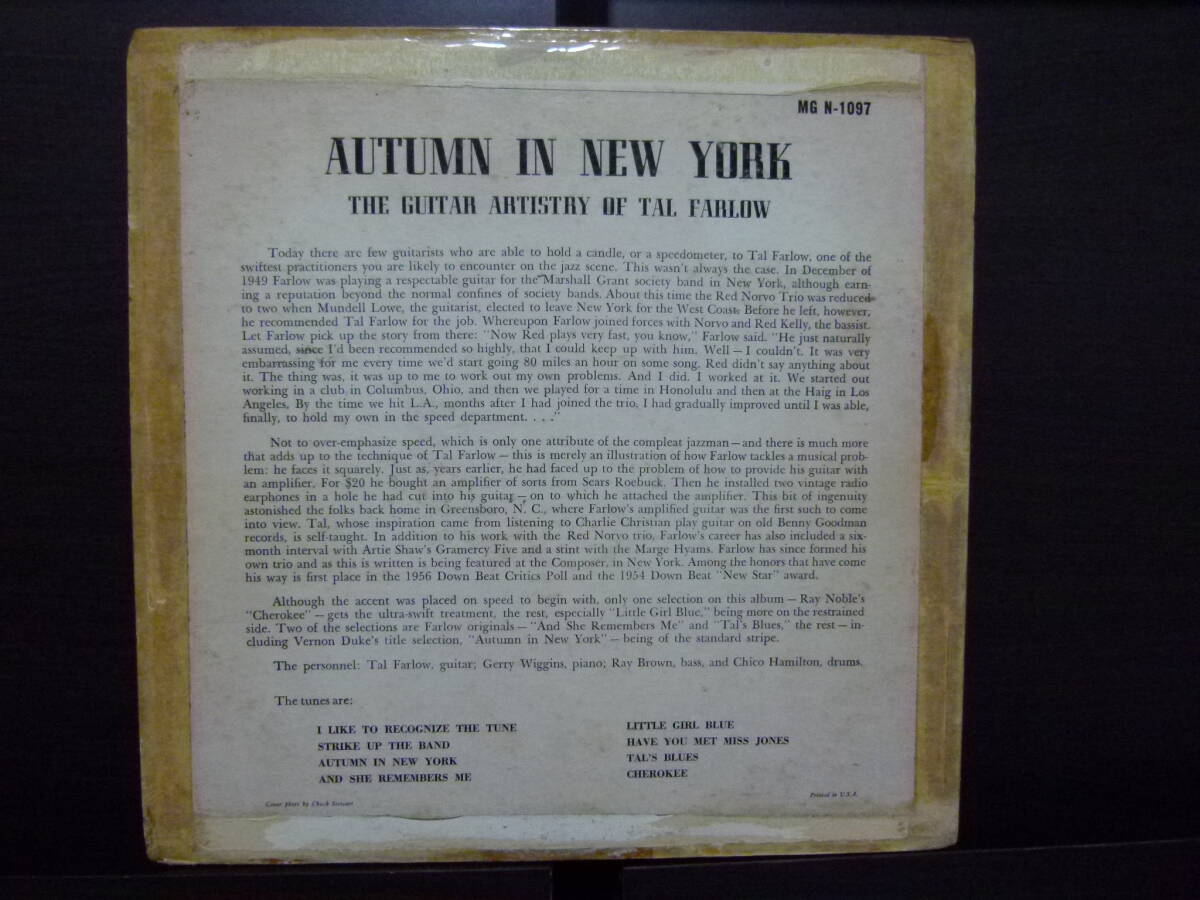 MG N-1097
AUTUMN IN NEW YORK
THE GUITAR ARTISTRY OF TAL FARLOW
Today there are few guitarists who are able to hold a candle, or a speedometer, to Tal Farlow, one of the
swiftest practitioners you are likely to encounter on the jazz scene. This wasn't always the case. In December of
1949 Farlow was playing a respectable guitar for the Marshall Grant society band in New York, although earn-
ing a reputation beyond the normal confines of society bands. About this time the Red Norvo Trio was reduced
to two when Mundell Lowe, the guitarist, elected to leave New York for the West Coast. Before he left, however,
he recommended Tal Farlow for the job. Whereupon Farlow joined forces with Norvo and Red Kelly, the bassist.
Let Farlow pick up the story from there: "Now Red plays very fast, you know," Farlow said. "He just naturally
assumed, since I'd been recommended so highly, that I could keep up with him. Well — I couldn't. It was very
embarrassing for me every time we'd start going 80 miles an hour on some song. Red didn't say anything about
it. The thing was, it was up to me to work out my own problems. And I did. I worked at it. We started out
working in a club in Columbus, Ohio, and then we played for a time in Honolulu and then at the Haig in Los
Angeles. By the time we hit L.A., months after I had joined the trio, I had gradually improved until I was able,
finally, to hold my own in the speed department. . . ."
Not to over-emphasize speed, which is only one attribute of the compleat jazzman — and there is much more
that adds up to the technique of Tal Farlow — this is merely an illustration of how Farlow tackles a musical prob-
lem: he faces it squarely. Just as, years earlier, he had faced up to the problem of how to provide his guitar with
an amplifier. For $20 he bought an amplifier of sorts from Sears Roebuck. Then he installed two vintage radio
earphones in a hole he had cut into his guitar — on to which he attached the amplifier. This bit of ingenuity
astonished the folks back home in Greensboro, N. C., where Farlow's amplified guitar was the first such to come
into view. Tal, whose inspiration came from listening to Charlie Christian play guitar on old Benny Goodman
records, is self-taught. In addition to his work with the Red Norvo trio, Farlow's career has also included a six-
month interval with Artie Shaw's Gramercy Five and a stint with the Marge Hyams. Farlow has since formed his
own trio and as this is written is being featured at the Composer, in New York. Among the honors that have come
his way is first place in the 1956 Down Beat Critics Poll and the 1954 Down Beat "New Star" award.
Although the accent was placed on speed to begin with, only one selection on this album — Ray Noble's
"Cherokee" — gets the ultra-swift treatment, the rest, especially "Little Girl Blue," being more on the restrained
side. Two of the selections are Farlow originals — "And She Remembers Me" and "Tal's Blues," the rest — in-
cluding Vernon Duke's title selection, "Autumn in New York" — being of the standard stripe.
The personnel: Tal Farlow, guitar; Gerry Wiggins, piano; Ray Brown, bass, and Chico Hamilton, drums.
The tunes are:
I LIKE TO RECOGNIZE THE TUNE
STRIKE UP THE BAND
AUTUMN IN NEW YORK
AND SHE REMEMBERS ME
LITTLE GIRL BLUE
HAVE YOU MET MISS JONES
TAL'S BLUES
CHEROKEE
Cover photo by Chuck Stewart
Printed in U.S.A.